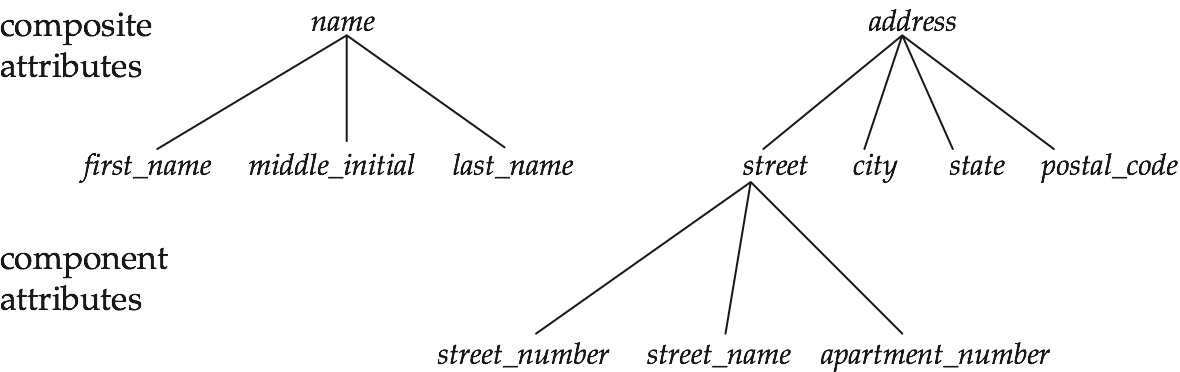 composite
attributes
name
address
first_name
middle_initial
last_name
street
city
state
postal_code
component
attributes
street_number
street_name
apartment_number